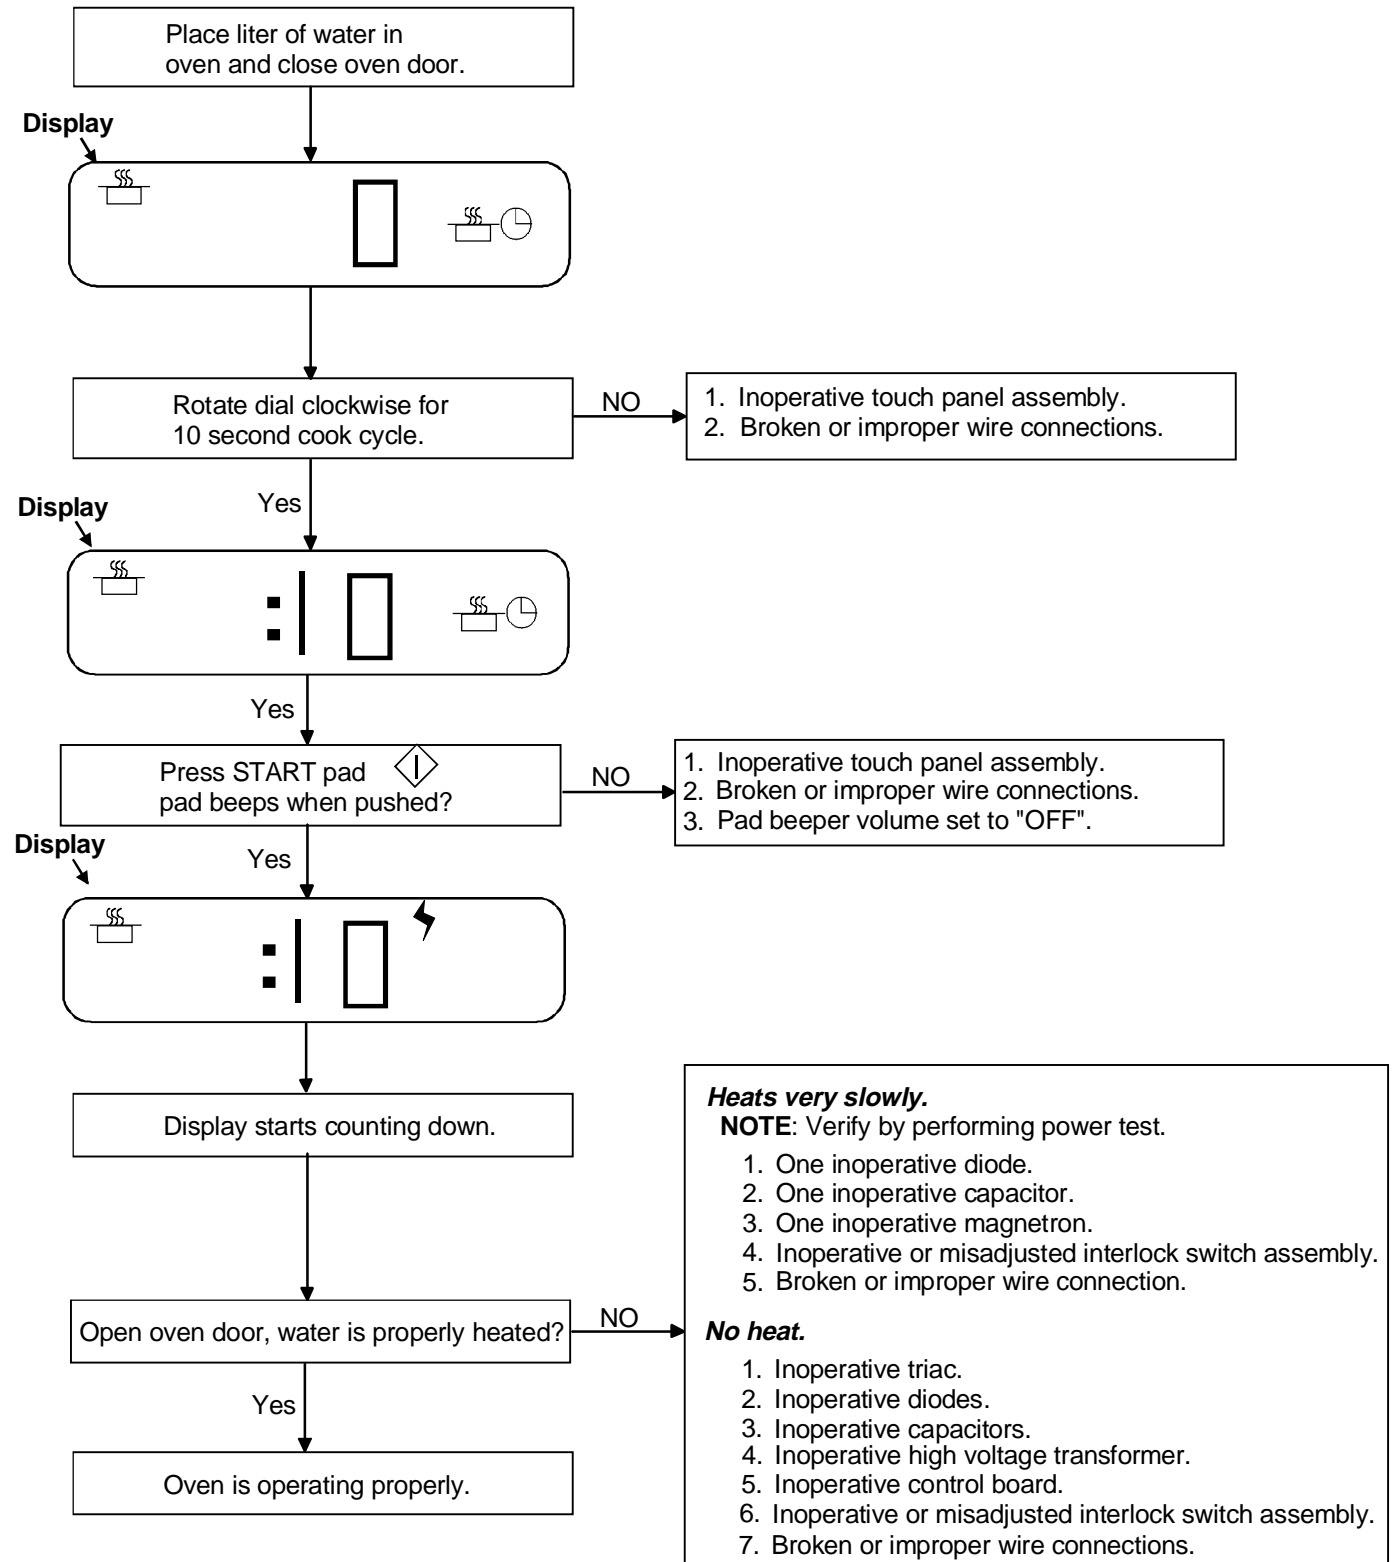 Place liter of water in
oven and close oven door.
Display
0
Rotate dial clockwise for
10 second cook cycle.
NO
1. Inoperative touch panel assembly.
2. Broken or improper wire connections.
Yes
Display
:10
Yes
Press START pad
pad beeps when pushed?
NO
1. Inoperative touch panel assembly.
2. Broken or improper wire connections.
3. Pad beeper volume set to "OFF".
Yes
Display
:10
Display starts counting down.
Open oven door, water is properly heated?
NO
Heats very slowly.
NOTE: Verify by performing power test.
1. One inoperative diode.
2. One inoperative capacitor.
3. One inoperative magnetron.
4. Inoperative or misadjusted interlock switch assembly.
5. Broken or improper wire connection.
No heat.
1. Inoperative triac.
2. Inoperative diodes.
3. Inoperative capacitors.
4. Inoperative high voltage transformer.
5. Inoperative control board.
6. Inoperative or misadjusted interlock switch assembly.
7. Broken or improper wire connections.
Yes
Oven is operating properly.